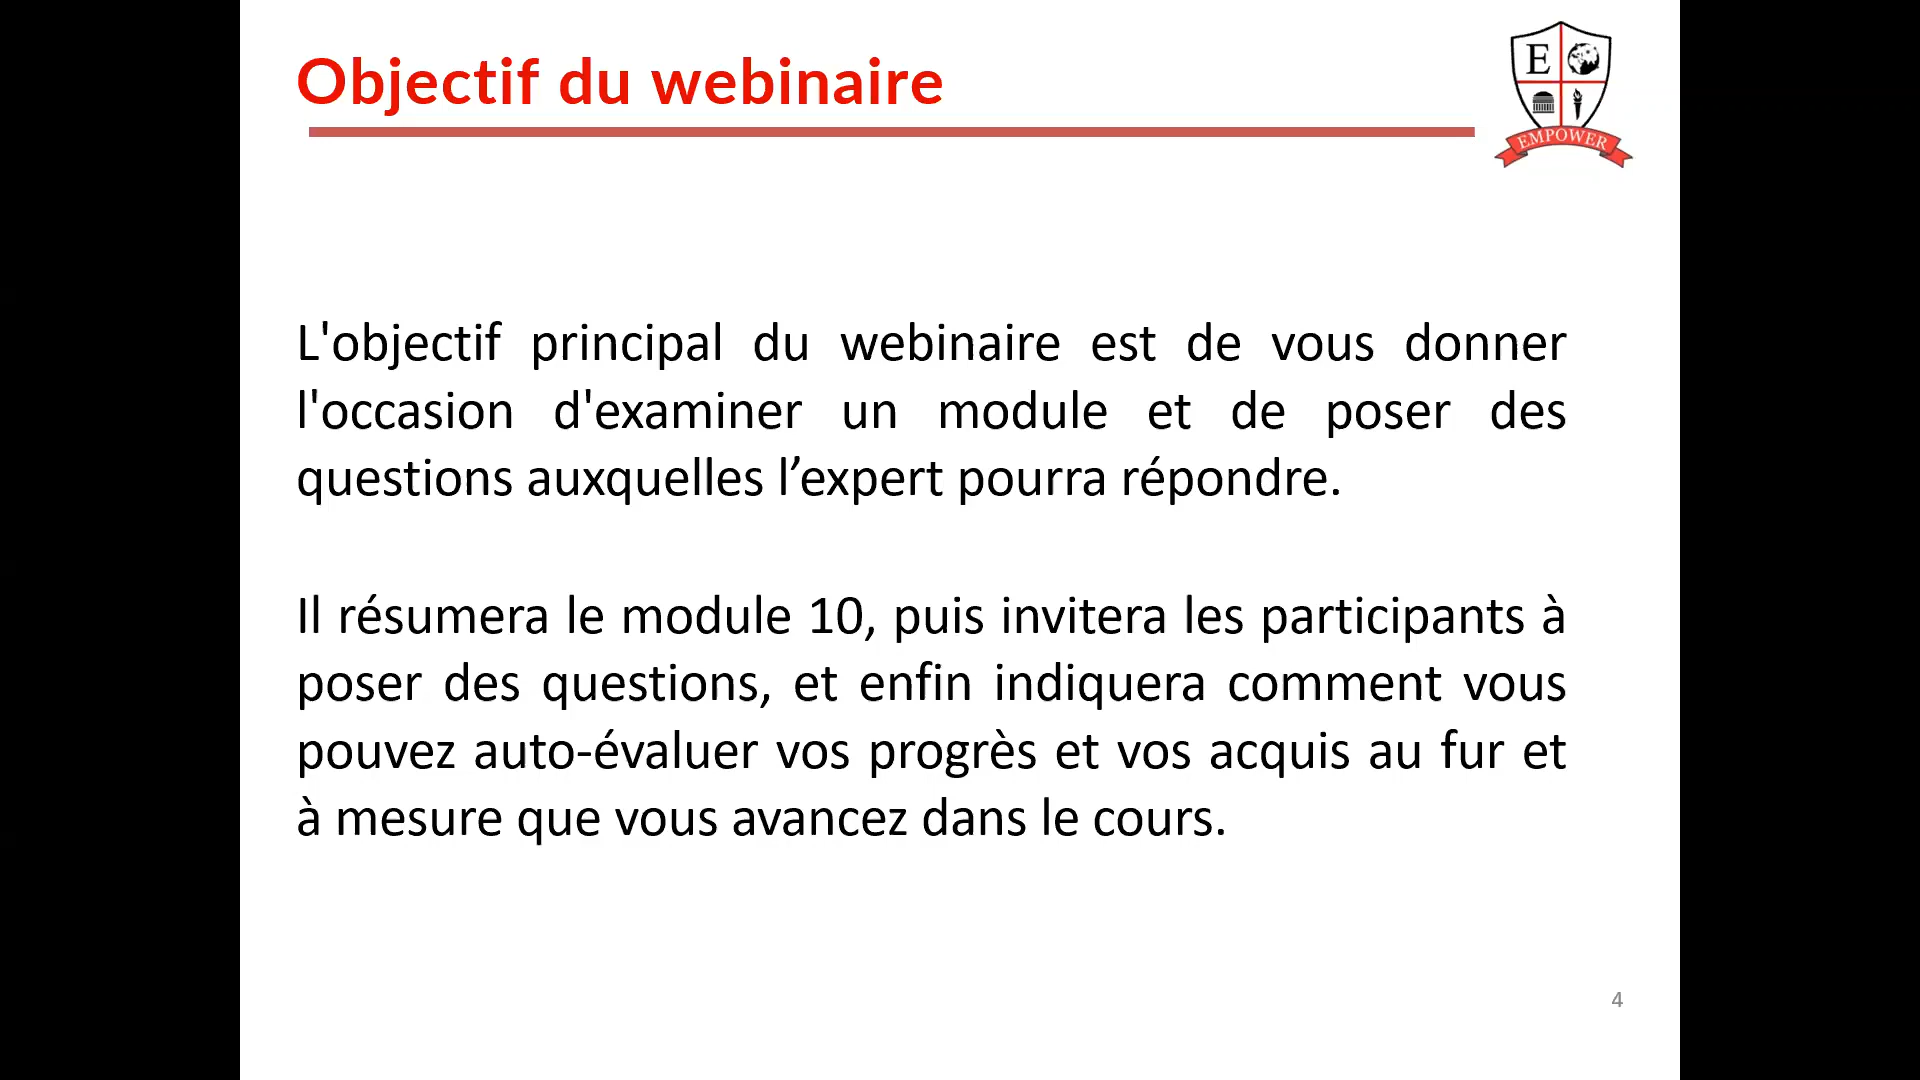 Objectif du webinaire
E
EMPOWER
L'objectif principal du webinaire est de vous donner
l'occasion d'examiner un module et de poser des
questions auxquelles l’expert pourra répondre.
Il résumera le module 10, puis invitera les participants à
poser des questions, et enfin indiquera comment vous
pouvez auto-évaluer vos progrès et vos acquis au fur et
à mesure que vous avancez dans le cours.
4